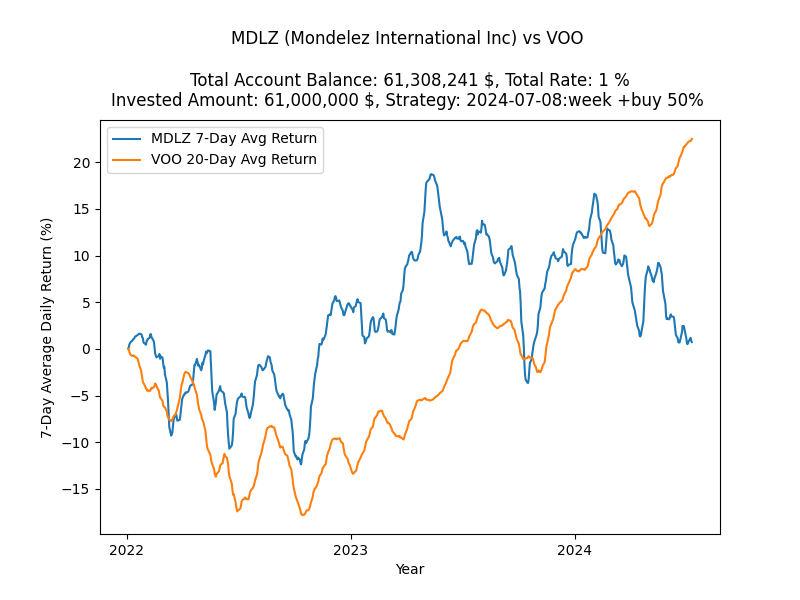 MDLZ (Mondelez International Inc) vs VOO
Total Account Balance: 61,308,241 $, Total Rate: 1 %
Invested Amount: 61,000,000 $, Strategy: 2024-07-08:week +buy 50%
MDLZ 7-Day Avg Return
VOO 20-Day Avg Return
7-Day Average Daily Return (%)
20
15
10
5
0
−5
−10
−15
2022
2023
2024
Year